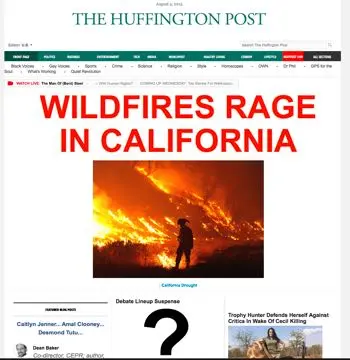 August 3, 2015
THE HUFFINGTON POST
Edition: U.S.
Search The Huffington Post
FRONT PAGE POLITICS BUSINESS ENTERTAINMENT TECH MEDIA WORLDPOST HEALTHY LIVING COMEDY ALL SECTIONS
Black Voices • Gay Voices • Sports • Crime • Science • Religion • Style • Horoscopes • OWN • Dr Phil • GPS for the
Soul • What's Working • Quiet Revolution
WATCH LIVE: The Man Of (Bent) Steel
WILDFIRES RAGE
IN CALIFORNIA
California Drought
FEATURED BLOG POSTS
Caitlyn Jenner... Amal Clooney...
Desmond Tutu...
Dean Baker
Co-director, CEPR; author,
Debate Lineup Suspense
?
Trophy Hunter Defends Herself Against
Critics In Wake Of Cecil Killing